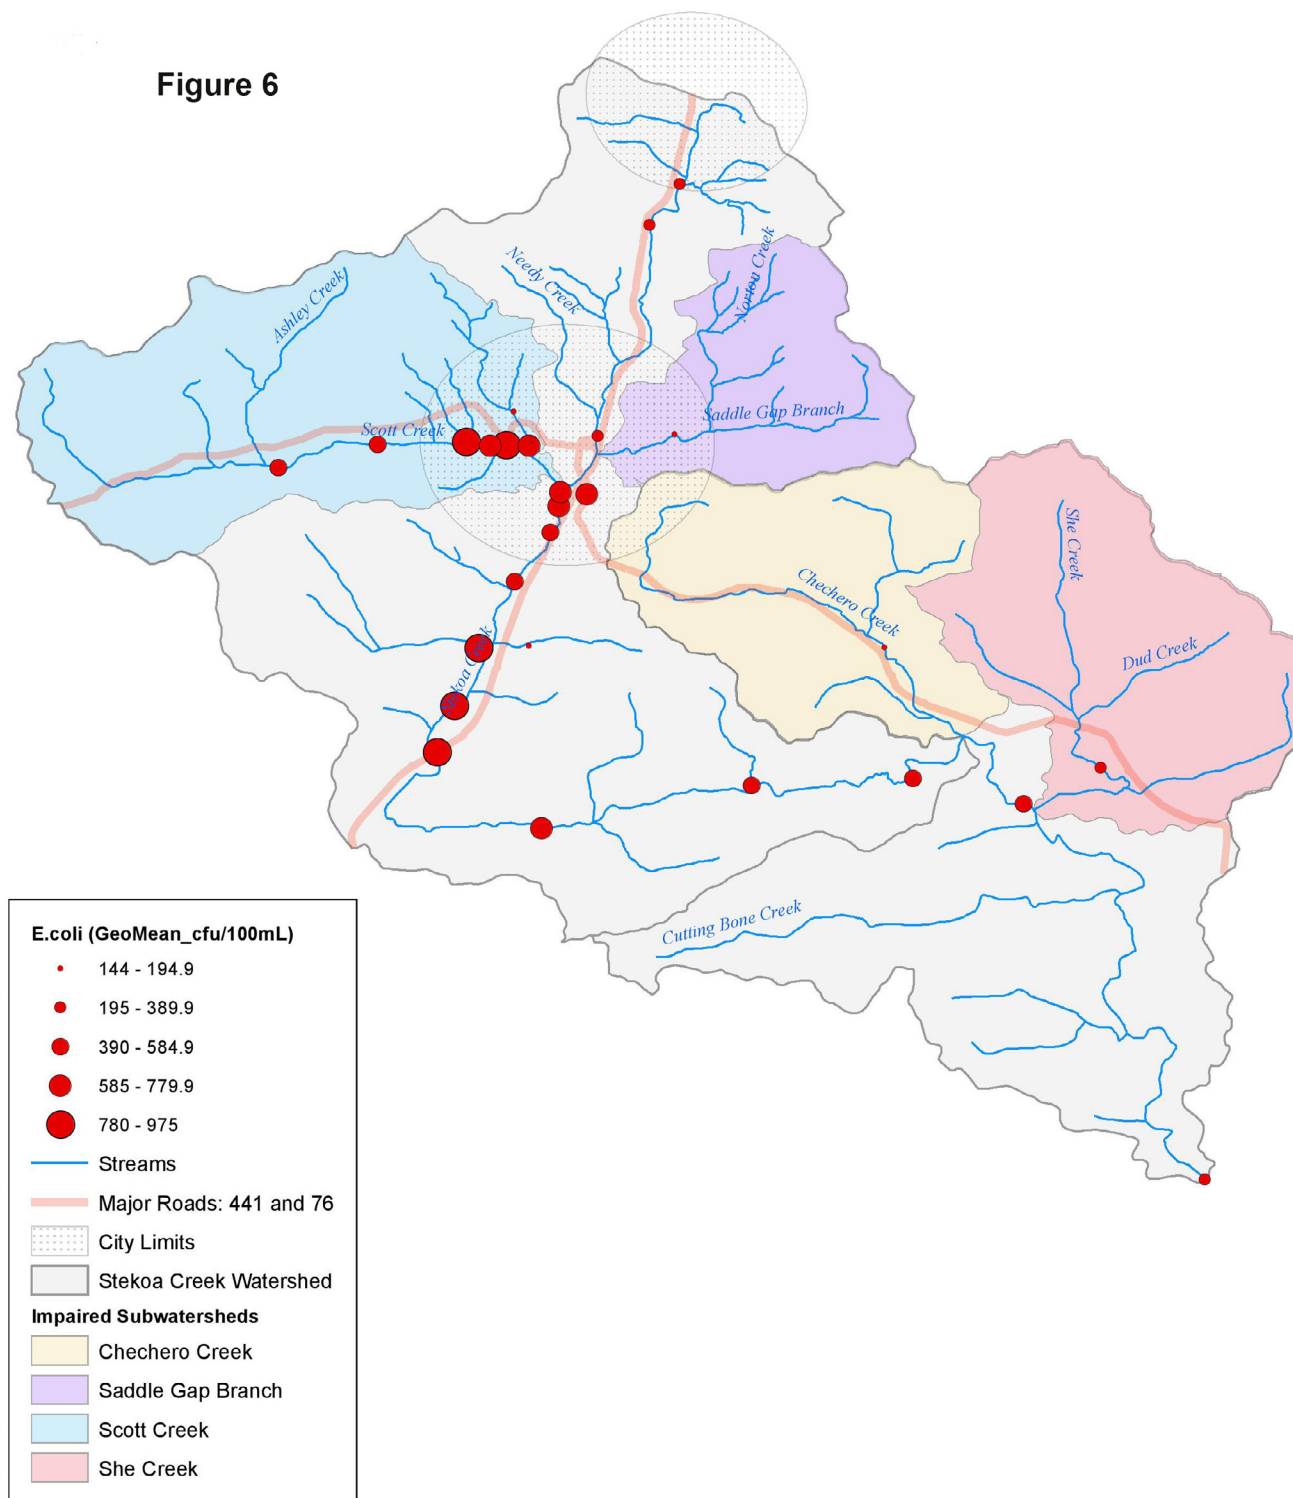 Figure 6
Needy Creek
Norton Creek
Ashley Creek
Scott Creek
Saddle Gap Branch
She Creek
Chechero Creek
Dud Creek
Creek
Cutting Bone Creek
E.coli (GeoMean_cfu/100mL)
144 - 194.9
195 - 389.9
390 - 584.9
585 - 779.9
780 - 975
Streams
Major Roads: 441 and 76
City Limits
Stekoa Creek Watershed
Impaired Subwatersheds
Chechero Creek
Saddle Gap Branch
Scott Creek
She Creek